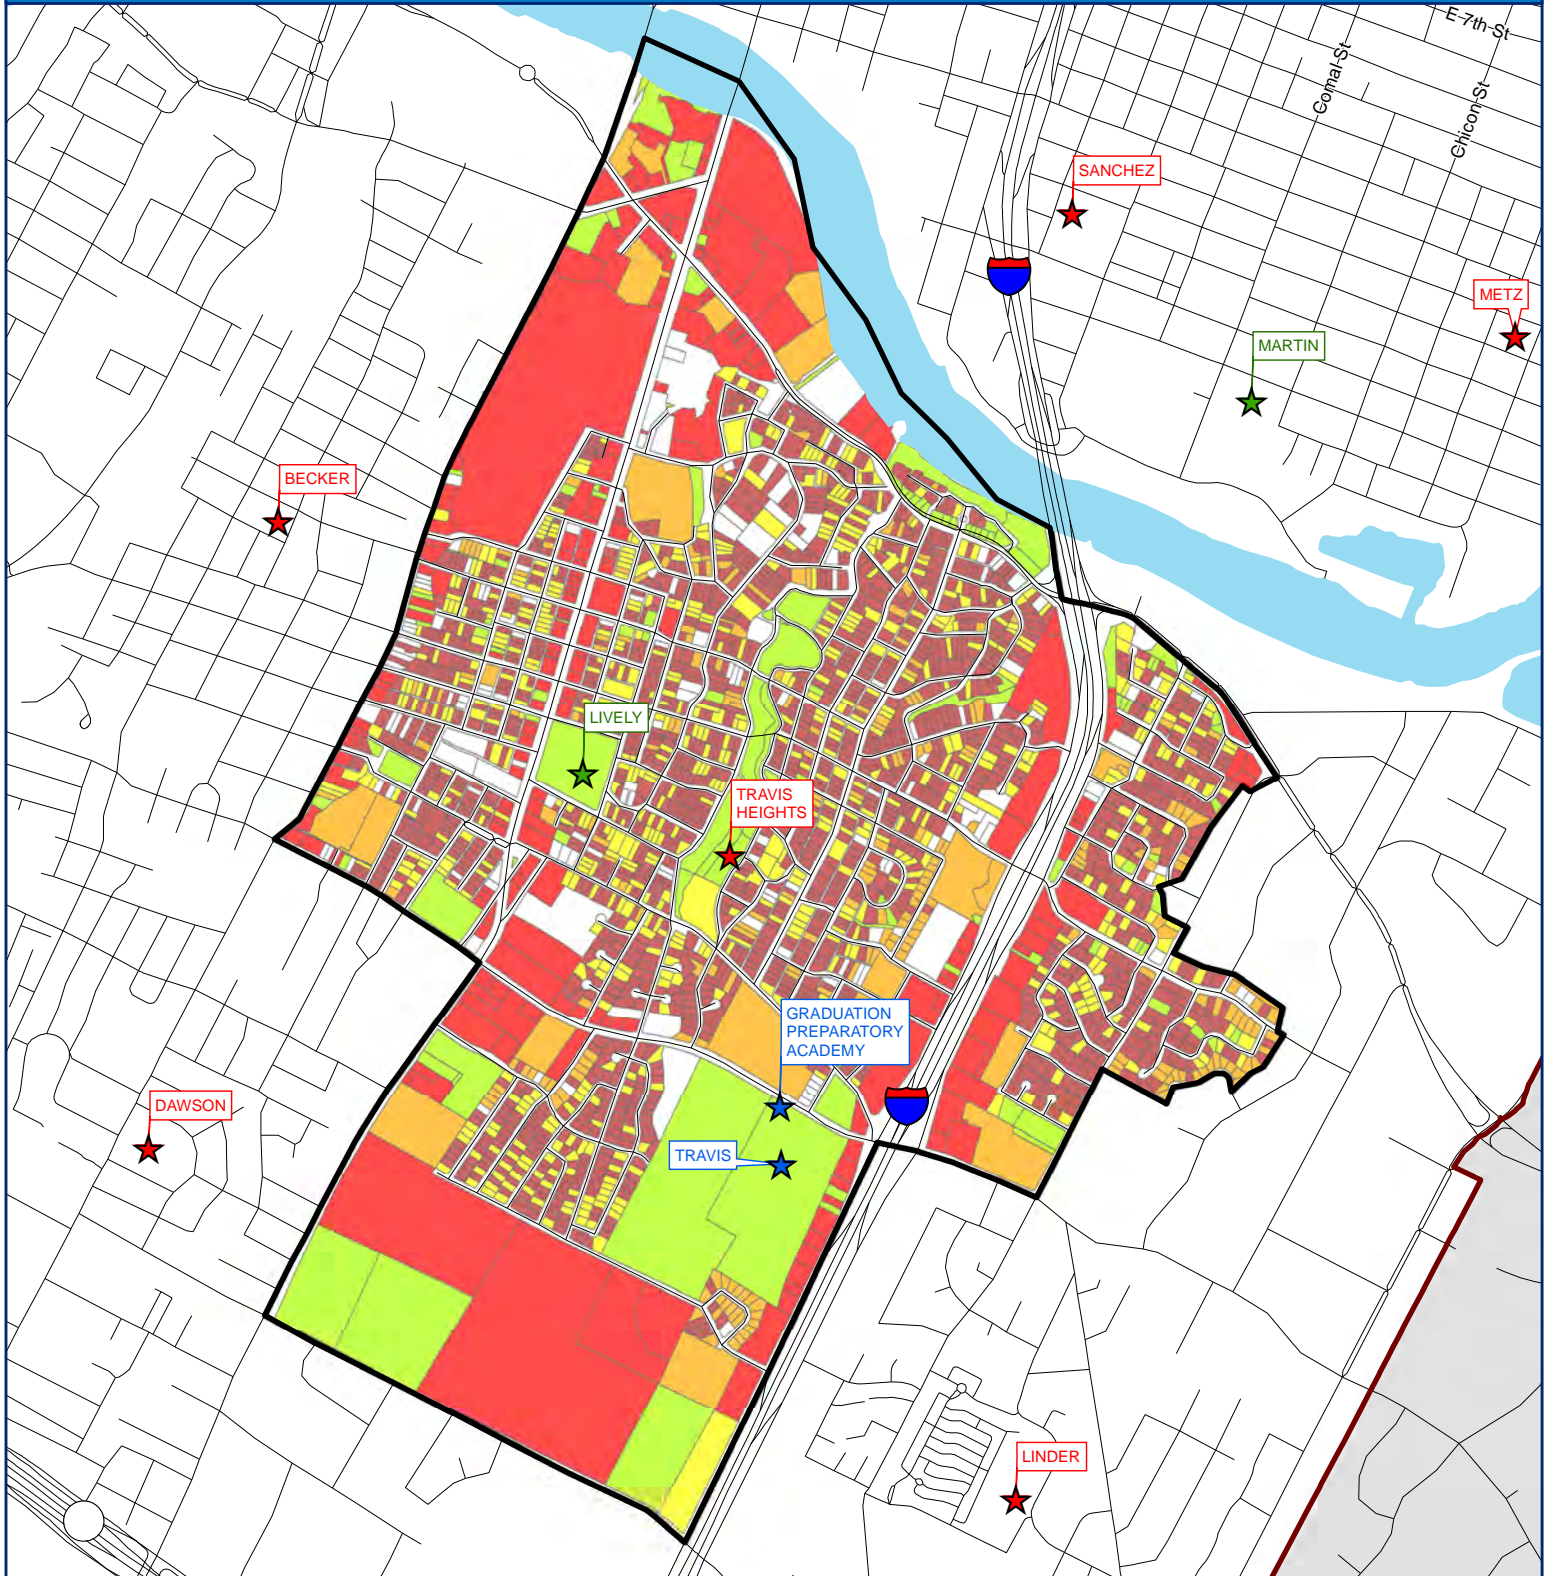 E 7th St
Comal St
Chicon St
SANCHEZ
METZ
MARTIN
BECKER
LIVELY
TRAVIS
HEIGHTS
GRADUATION
PREPARATORY
ACADEMY
DAWSON
TRAVIS
LINDER